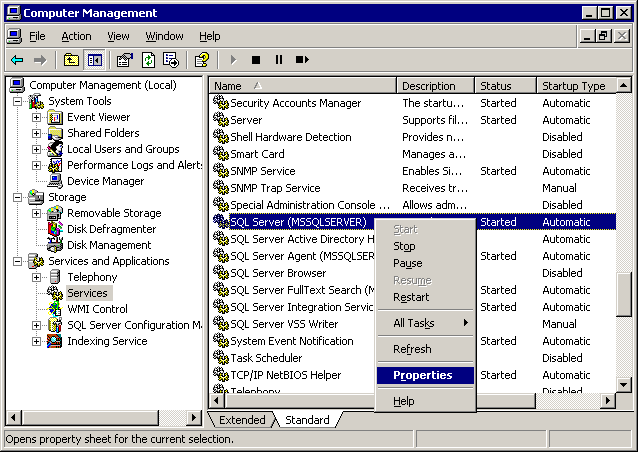 Computer Management
File Action View Window Help
Name Description Status Startup Type
Computer Management (Local)
System Tools
Event Viewer
Shared Folders
Local Users and Groups
Performance Logs and Alerts
Device Manager
Storage
Removable Storage
Disk Defragmenter
Disk Management
Services and Applications
Telephony
Services
WMI Control
SQL Server Configuration M
Indexing Service
Security Accounts Manager The startu... Started Automatic
Server Supports fil... Started Automatic
Shell Hardware Detection Provides n... Disabled
Smart Card Manages a... Disabled
SNMP Service Enables Si... Started Automatic
SNMP Trap Service Receives tr... Manual
Special Administration Console ... Allows adm... Disabled
SQL Server (MSSQLSERVER) Started Automatic
SQL Server Active Directory H Disabled
SQL Server Agent (MSSQLSER Started Automatic
SQL Server Browser Disabled
SQL Server FullText Search (M Started Automatic
SQL Server Integration Servic Started Automatic
SQL Server VSS Writer Manual
System Event Notification Started Automatic
Task Scheduler Disabled
TCP/IP NetBIOS Helper Started Automatic
Telephony Disabled
Start
Stop
Pause
Resume
Restart
All Tasks
Refresh
Properties
Help
Extended Standard
Opens property sheet for the current selection.